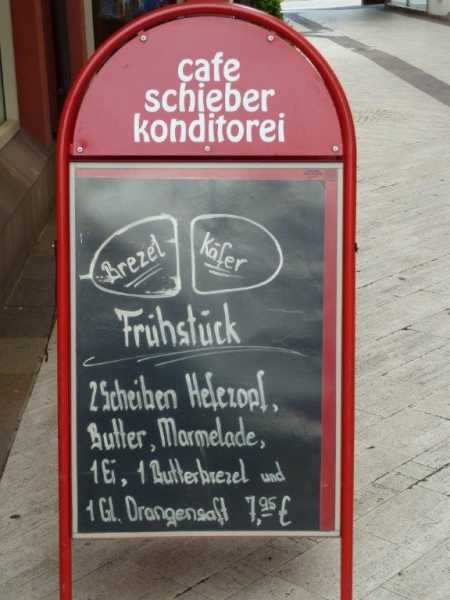 cafe
schieber
konditorei
Brezel Käfer
Frühstück
2 Scheiben Hefezopf,
Butter, Marmelade,
1 Ei, 1 Butterbrezel und
1 Gl. Orangensaft 7,95 €